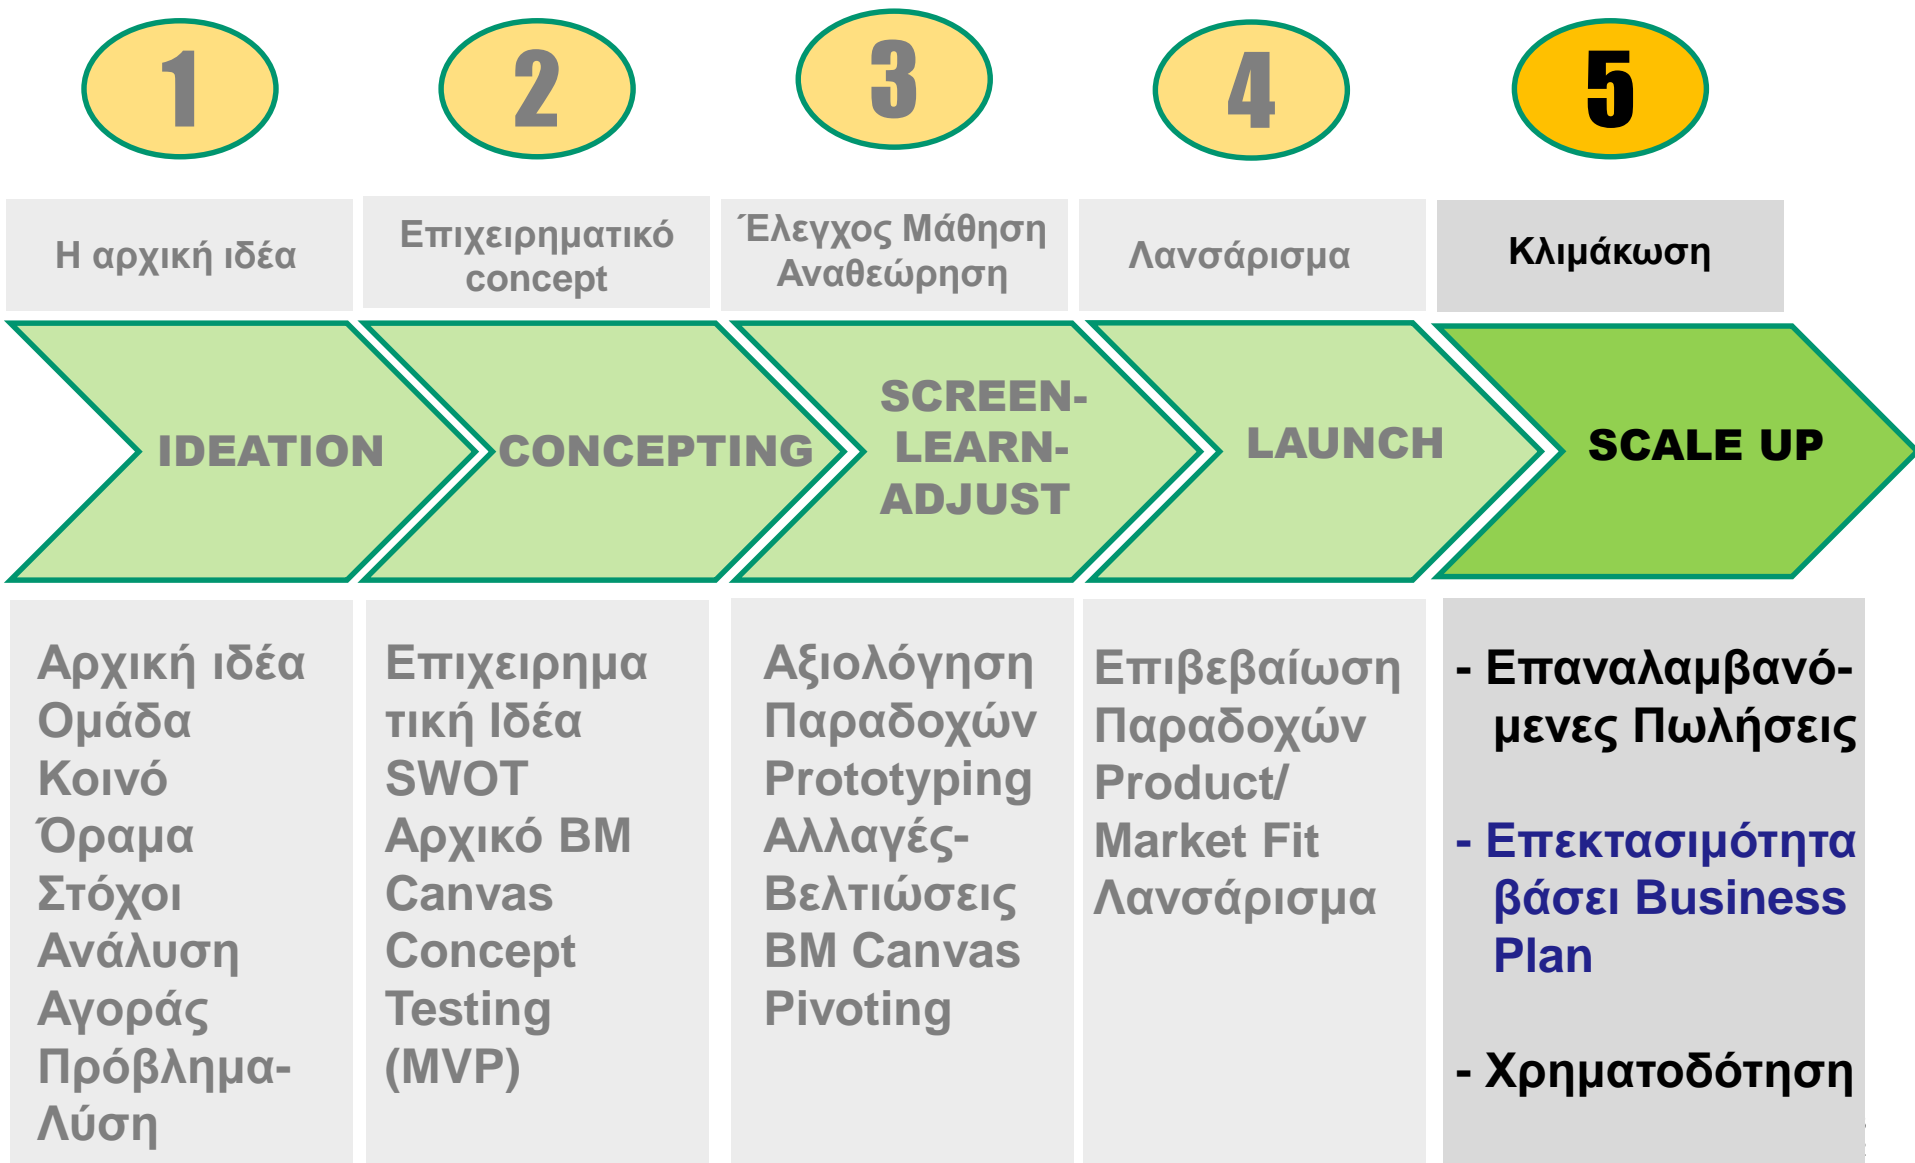 1
2
3
4
5
Η αρχική ιδέα
Επιχειρηματικό
concept
Έλεγχος Μάθηση
Αναθεώρηση
Λανσάρισμα
Κλιμάκωση
IDEATION
CONCEPTING
SCREEN-
LEARN-
ADJUST
LAUNCH
SCALE UP
Αρχική ιδέα
Ομάδα
Κοινό
Όραμα
Στόχοι
Ανάλυση
Αγοράς
Πρόβλημα-
Λύση
Επιχειρημα
τική Ιδέα
SWOT
Αρχικό BM
Canvas
Concept
Testing
(MVP)
Αξιολόγηση
Παραδοχών
Prototyping
Αλλαγές-
Βελτιώσεις
BM Canvas
Pivoting
Επιβεβαίωση
Παραδοχών
Product/
Market Fit
Λανσάρισμα
- Επαναλαμβανό-
μενες Πωλήσεις
- Επεκτασιμότητα
βάσει Business
Plan
- Χρηματοδότηση